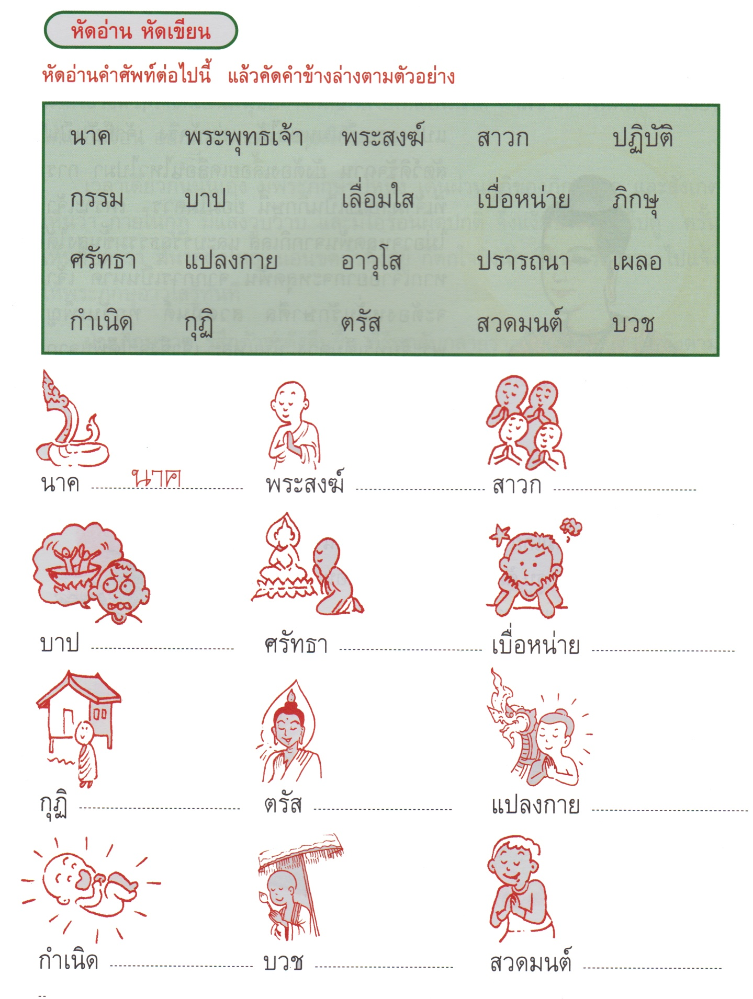 หัดอ่าน หัดเขียน
หัดอ่านคำศัพท์ต่อไปนี้ แล้วคัดคำข้างล่างตามตัวอย่าง
นาค พระพุทธเจ้า พระสงฆ์ สาวก ปฏิบัติ
กรรม บาป เลื่อมใส เบื่อหน่าย ภิกษุ
ศรัทธา แปลงกาย อาวุโส ปรารถนา เผลอ
กำเนิด กุฏิ ตรัส สวดมนต์ บวช
นาค นาค พระสงฆ์ สาวก
บาป ศรัทธา เบื่อหน่าย
กุฏิ ตรัส แปลงกาย
กำเนิด บวช สวดมนต์